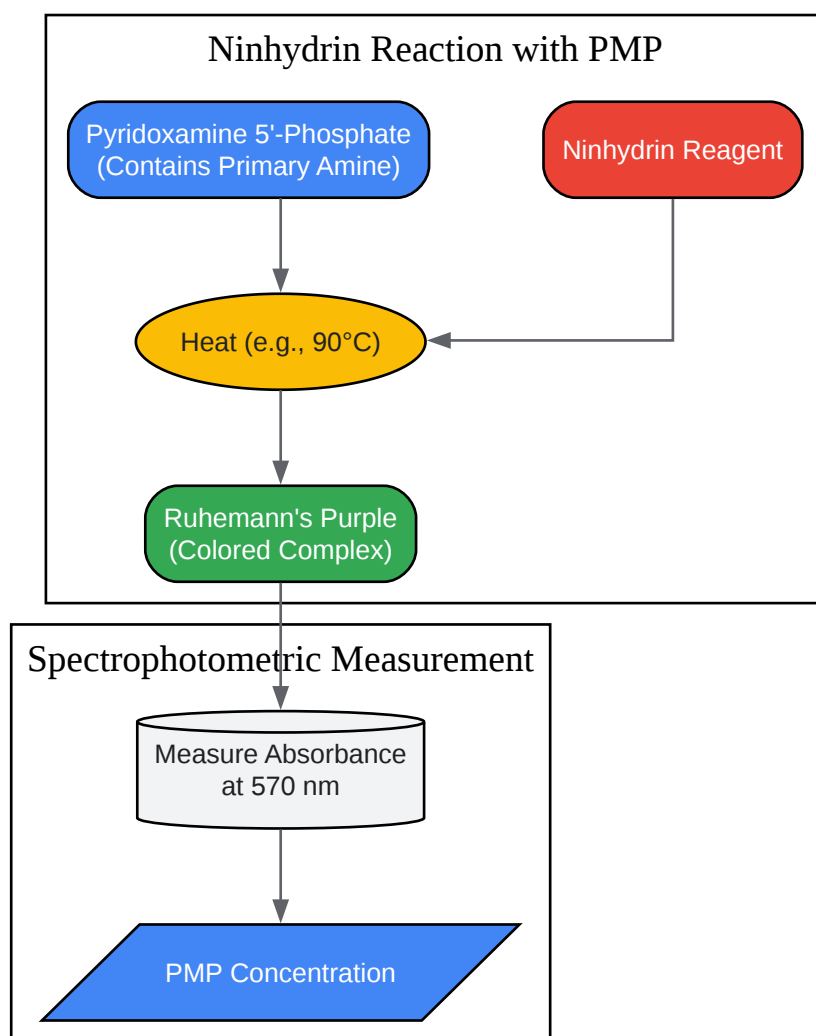 Ninhydrin Reaction with PMP
Pyridoxamine 5'-Phosphate
(Contains Primary Amine)
Ninhydrin Reagent
Heat (e.g., 90°C)
Ruhemann's Purple
(Colored Complex)
Spectrophotometric Measurement
Measure Absorbance
at 570 nm
PMP Concentration